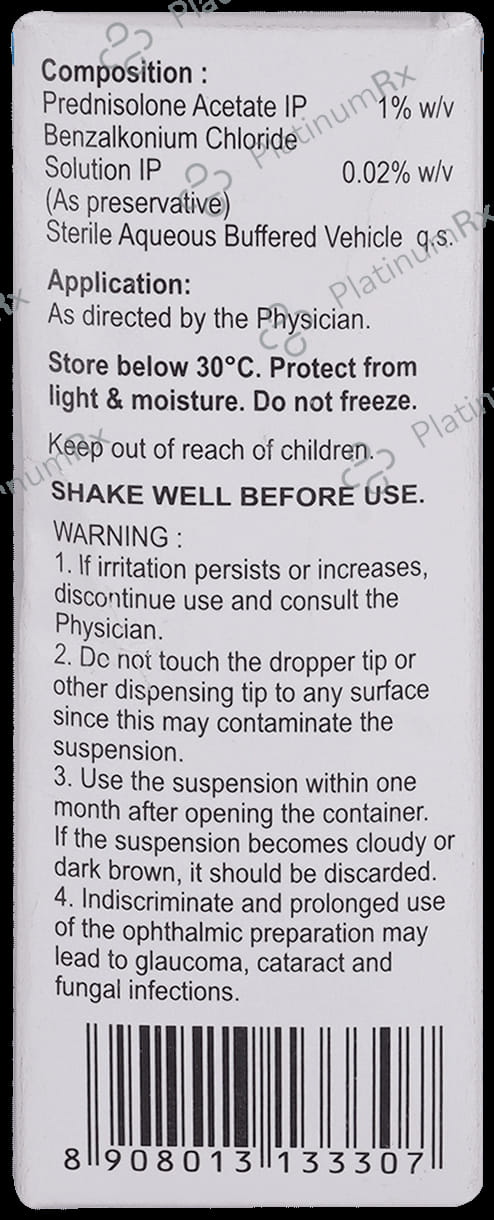 Composition :
Prednisolone Acetate IP 1% w/v
Benzalkonium Chloride
Solution IP 0.02% w/v
(As preservative)
Sterile Aqueous Buffered Vehicle q.s.
Application:
As directed by the Physician.
Store below 30°C. Protect from
light & moisture. Do not freeze.
Keep out of reach of children.
SHAKE WELL BEFORE USE.
WARNING :
1. If irritation persists or increases,
discontinue use and consult the
Physician.
2. Do not touch the dropper tip or
other dispensing tip to any surface
since this may contaminate the
suspension.
3. Use the suspension within one
month after opening the container.
If the suspension becomes cloudy or
dark brown, it should be discarded.
4. Indiscriminate and prolonged use
of the ophthalmic preparation may
lead to glaucoma, cataract and
fungal infections.
8 908013 133307
PlatinumRx
PlatinumRx